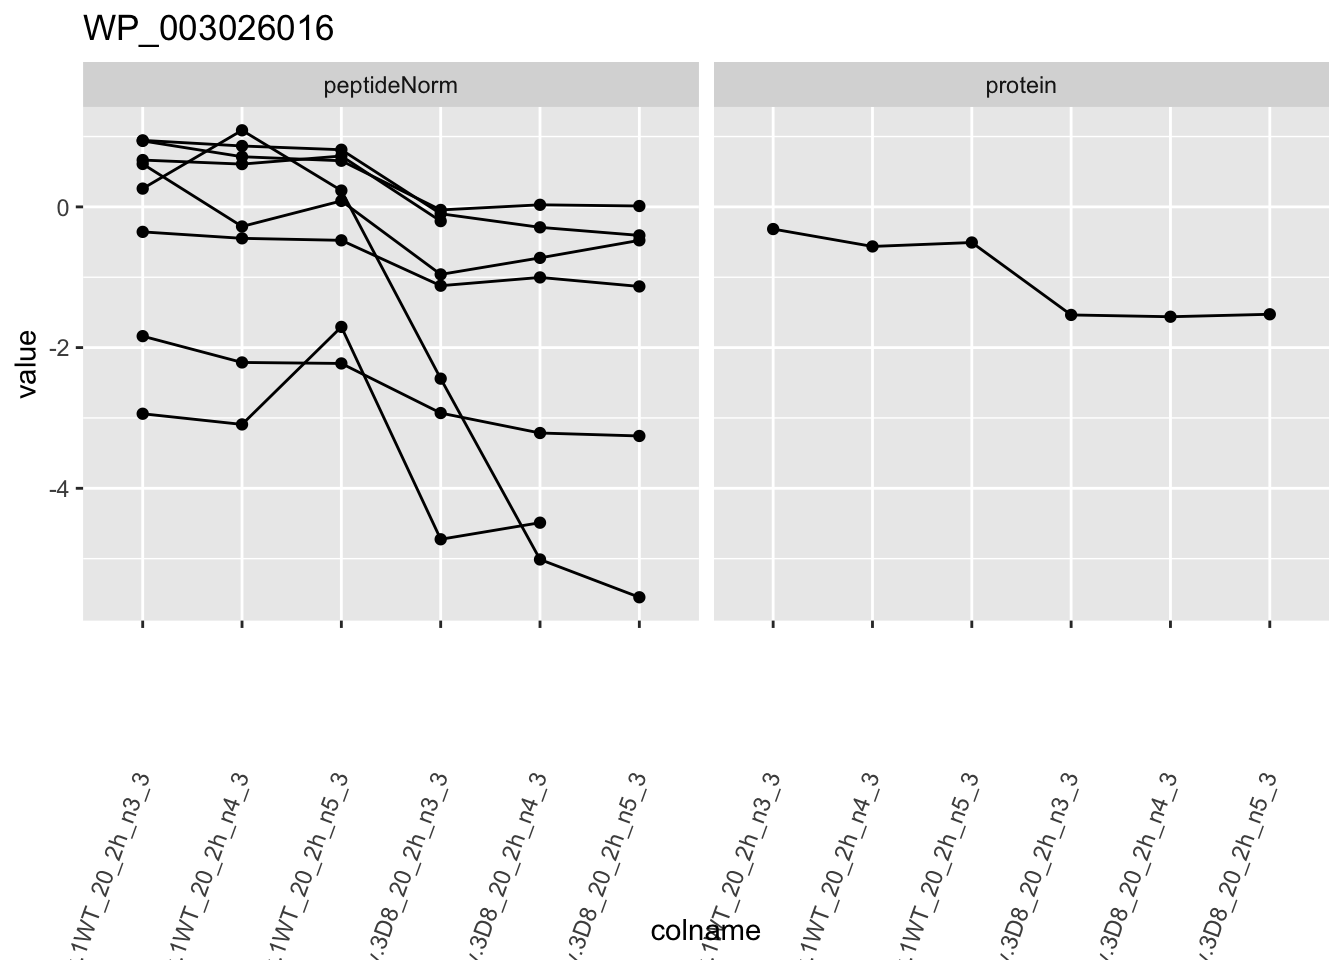 WP_003026016
peptideNorm
protein
0
-2
-4
value
1WT_20_2h_n3_3
1WT_20_2h_n4_3
1WT_20_2h_n5_3
.3D8_20_2h_n3_3
.3D8_20_2h_n4_3
.3D8_20_2h_n5_3
1WT_20_2h_n3_3
1WT_20_2h_n4_3
1WT_20_2h_n5_3
.3D8_20_2h_n3_3
.3D8_20_2h_n4_3
.3D8_20_2h_n5_3
colname